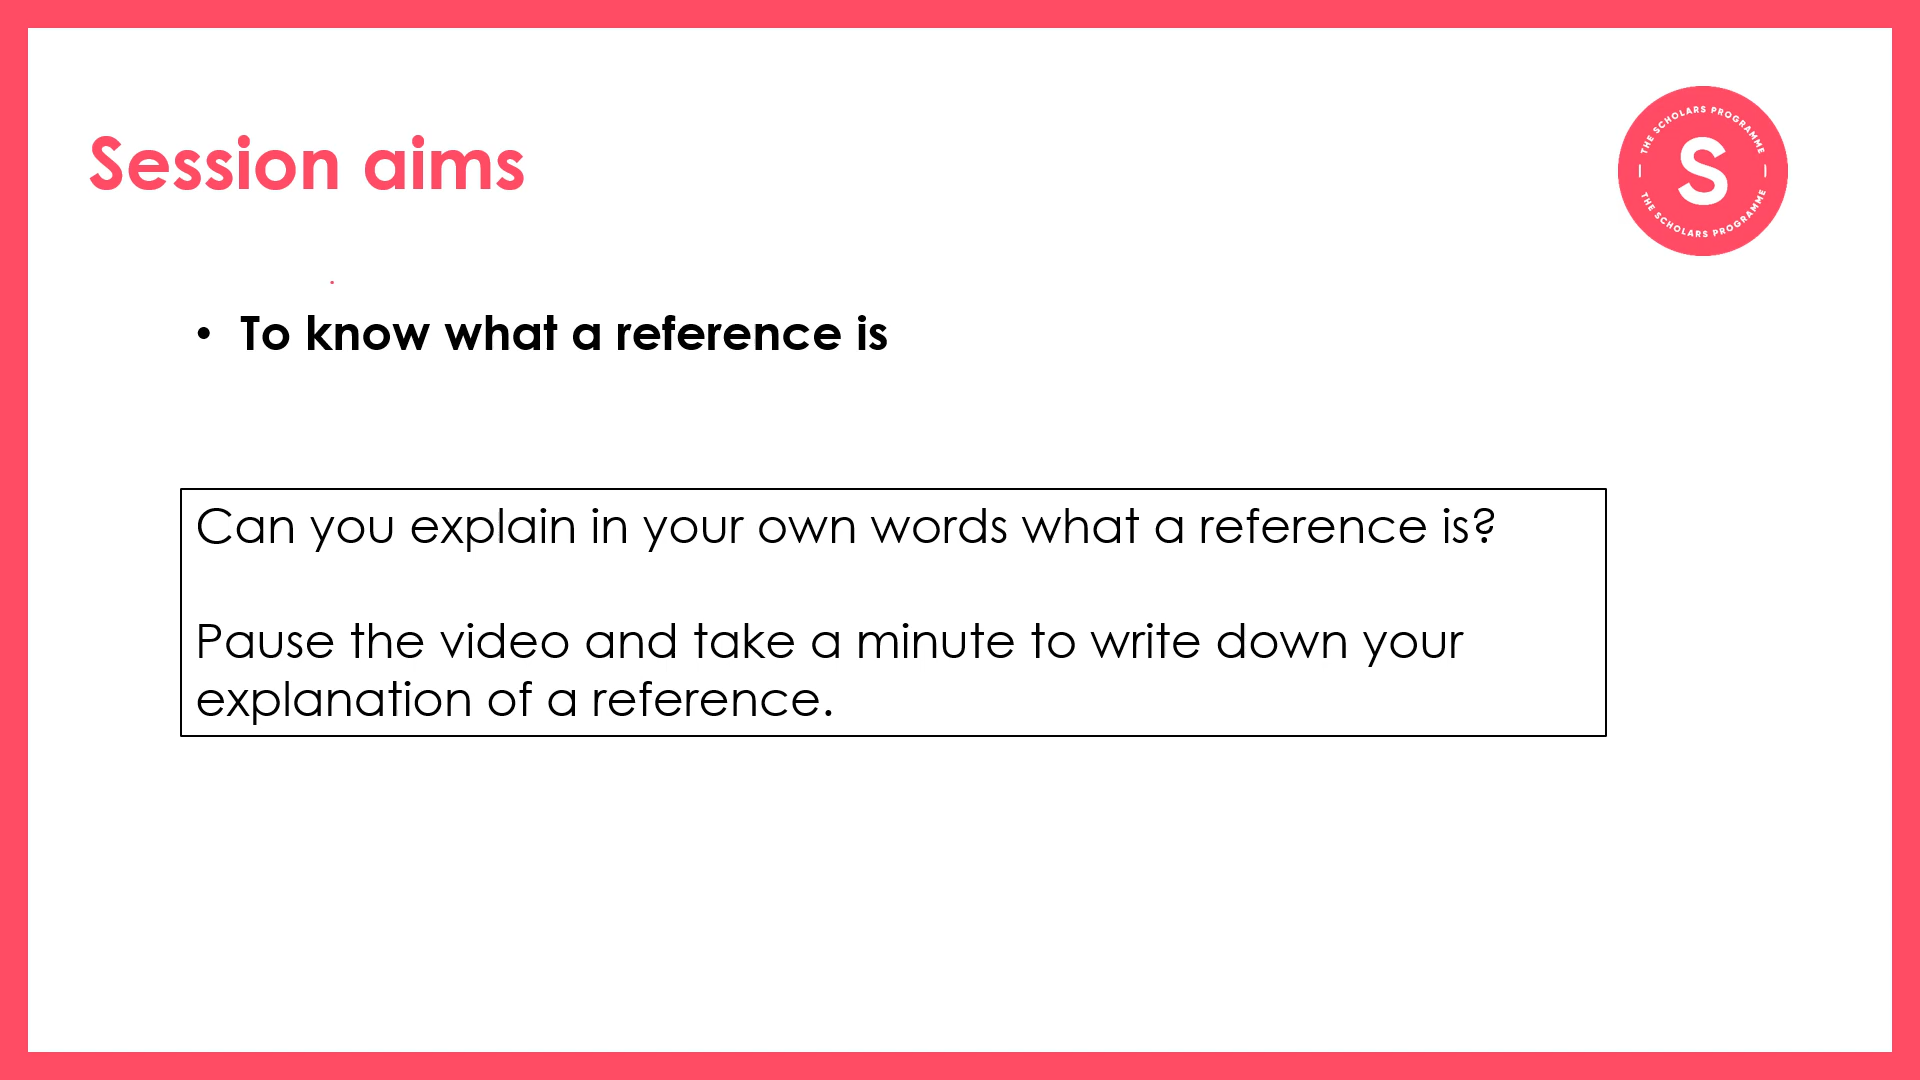 Session aims
THE SCHOLARS PROGRAMME
S
THE SCHOLARS PROGRAMME
• To know what a reference is
Can you explain in your own words what a reference is?
Pause the video and take a minute to write down your
explanation of a reference.